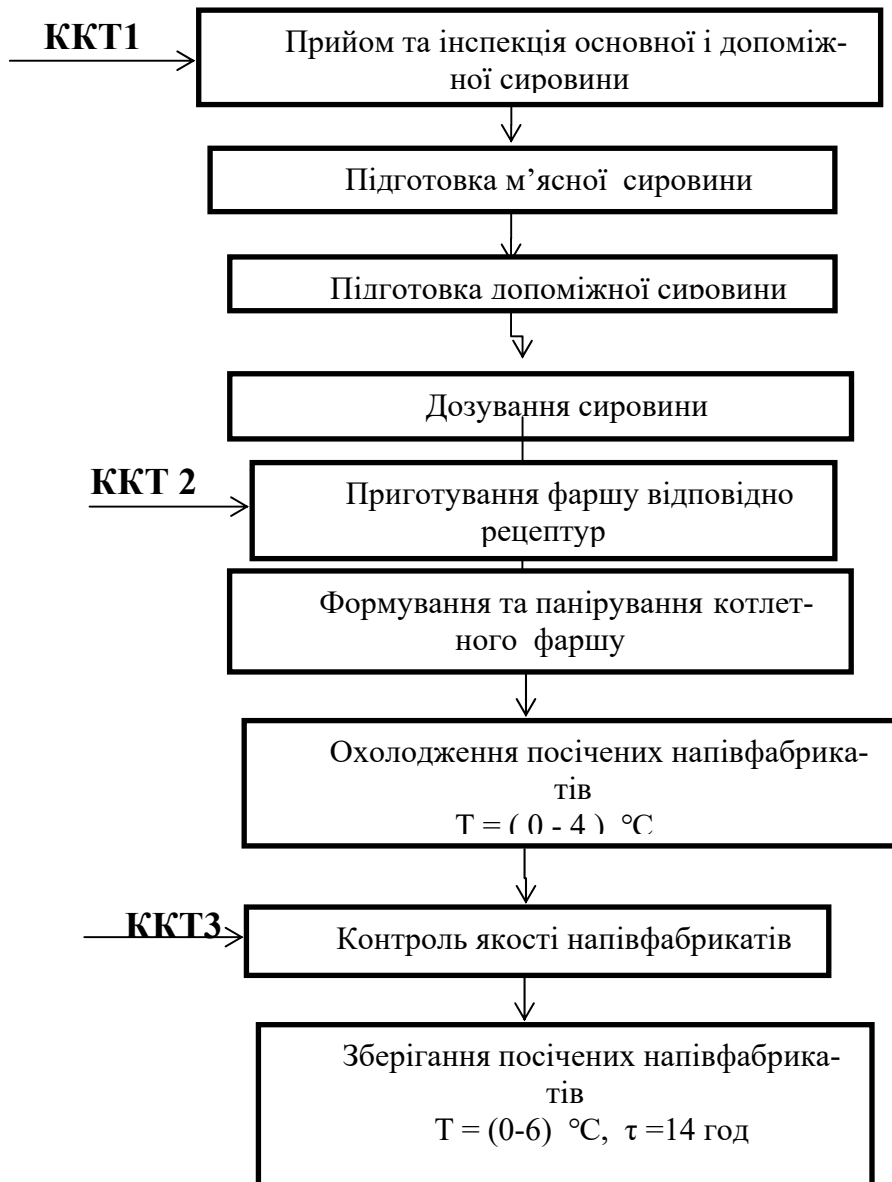 ККТ1
Прийом та інспекція основної і допоміж-
ної сировини
Підготовка м’ясної сировини
Підготовка допоміжної сировини
Дозування сировини
ККТ 2
Приготування фаршу відповідно
рецептур
Формування та панірування котлет-
ного фаршу
Охолодження посічених напівфабрика-
тів
Т = ( 0 - 4 ) °С
ККТ3
Контроль якості напівфабрикатів
Зберігання посічених напівфабрика-
тів
Т = (0-6) °С, τ =14 год